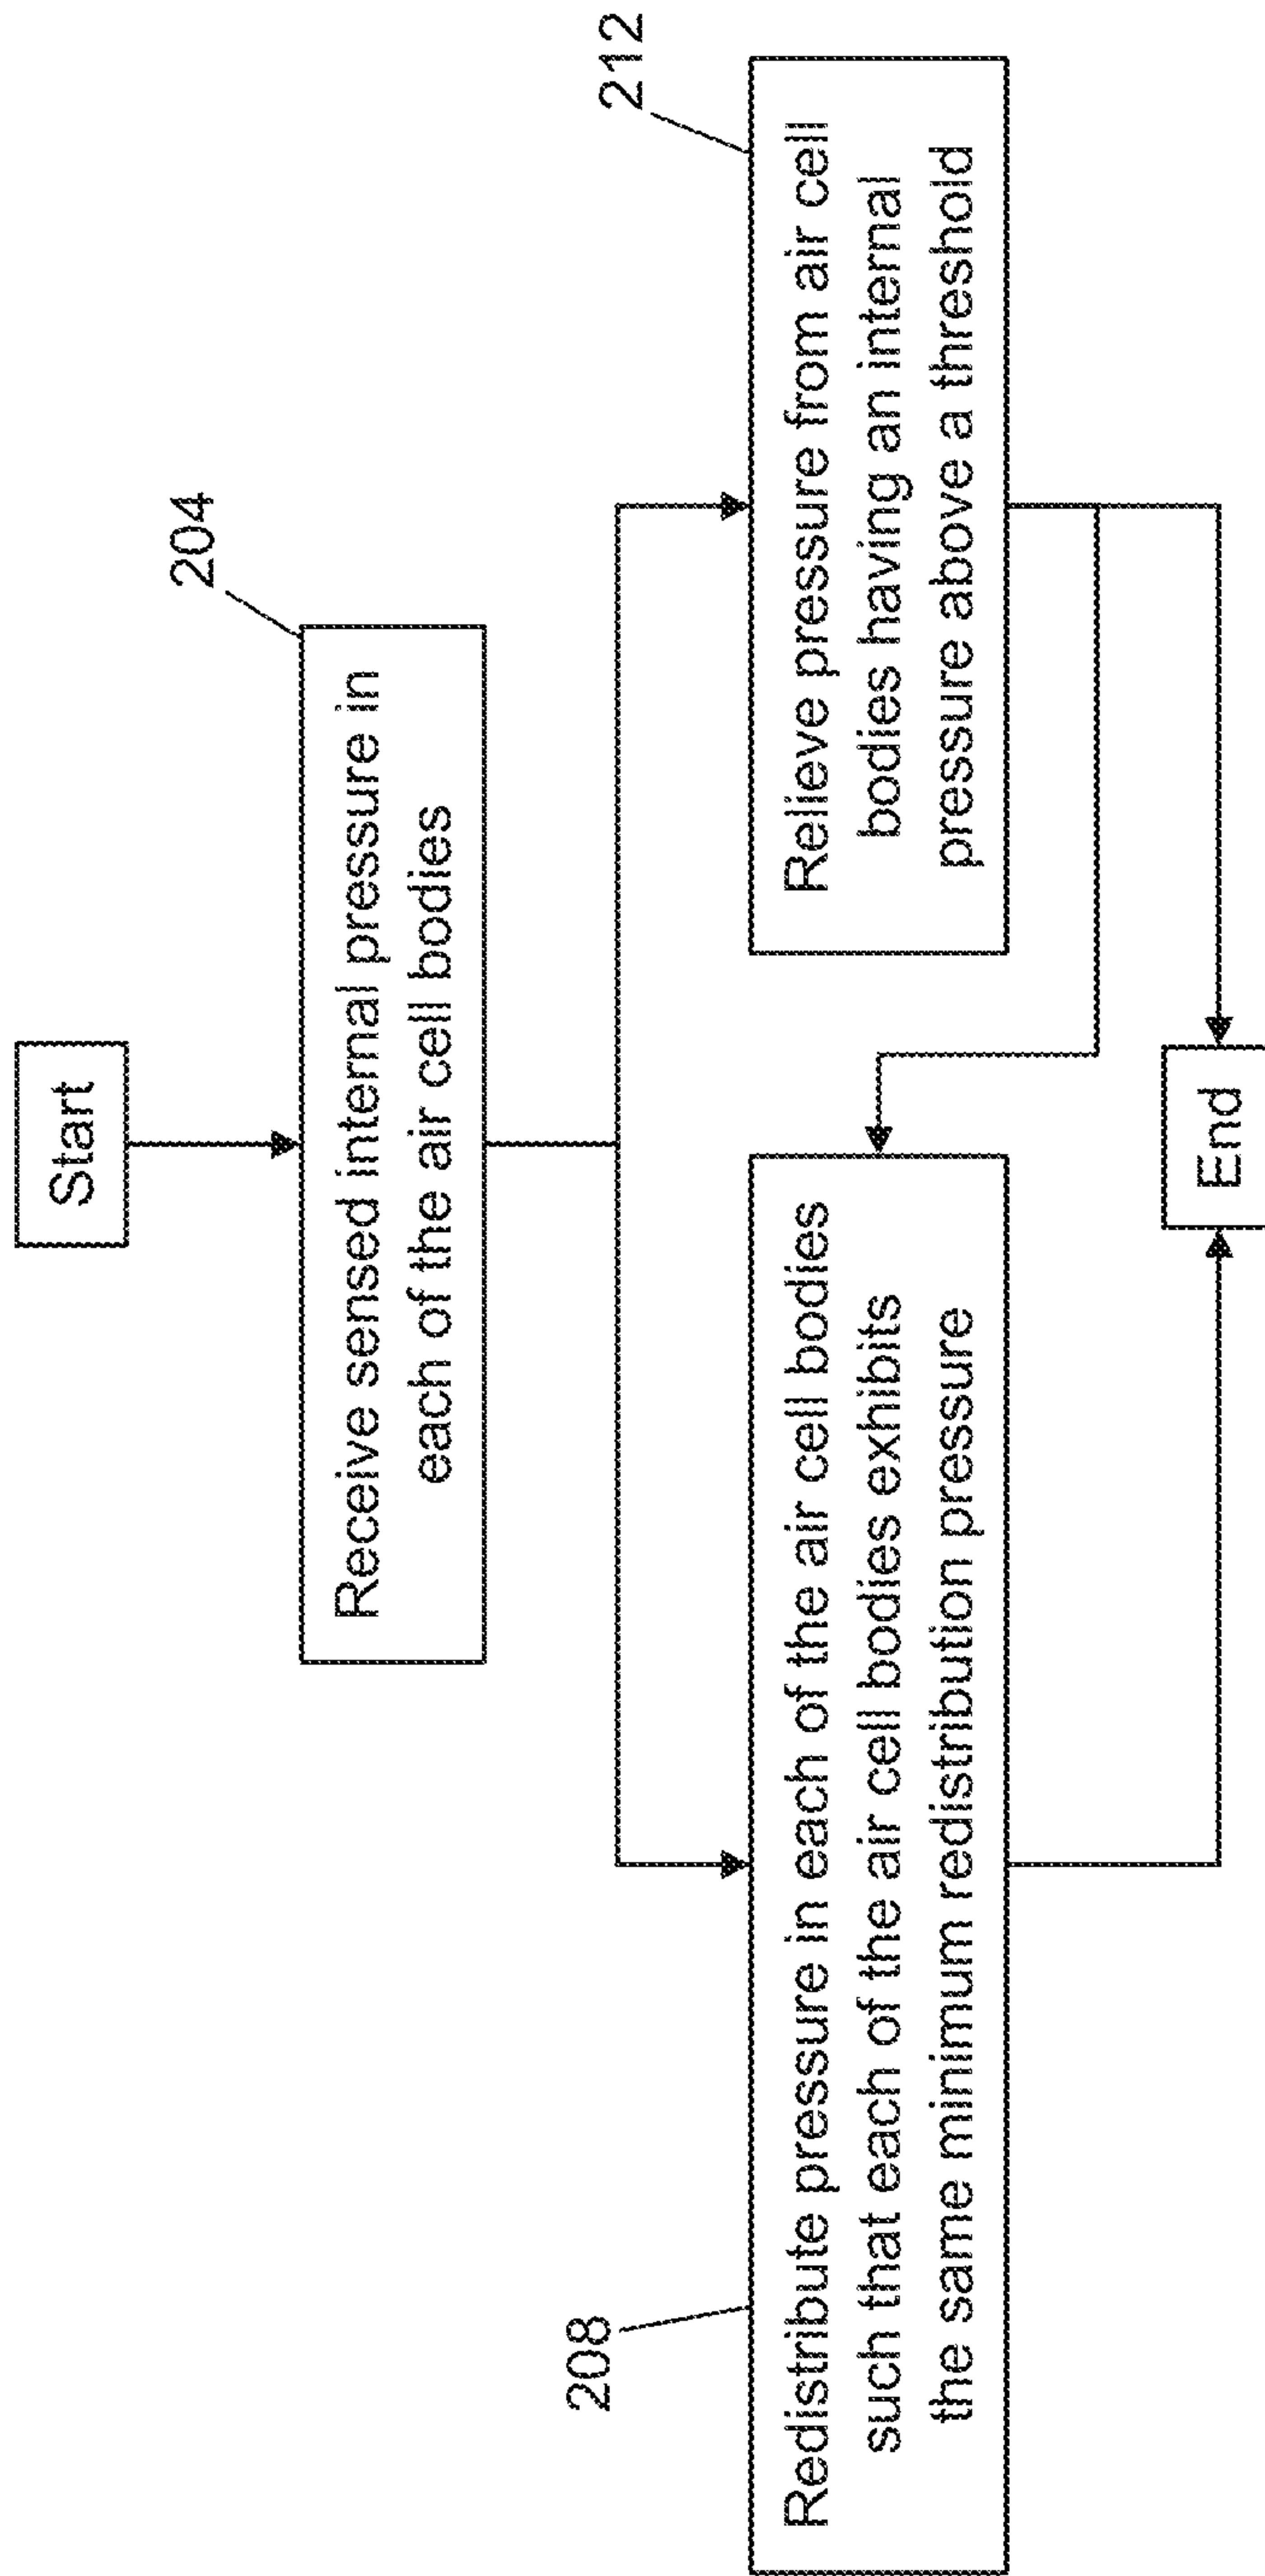 Start
204
Receive sensed internal pressure in
each of the air cell bodies
208
Redistribute pressure in each of the air cell bodies
such that each of the air cell bodies exhibits
the same minimum redistribution pressure
212
Relieve pressure from air cell
bodies having an internal
pressure above a threshold
End